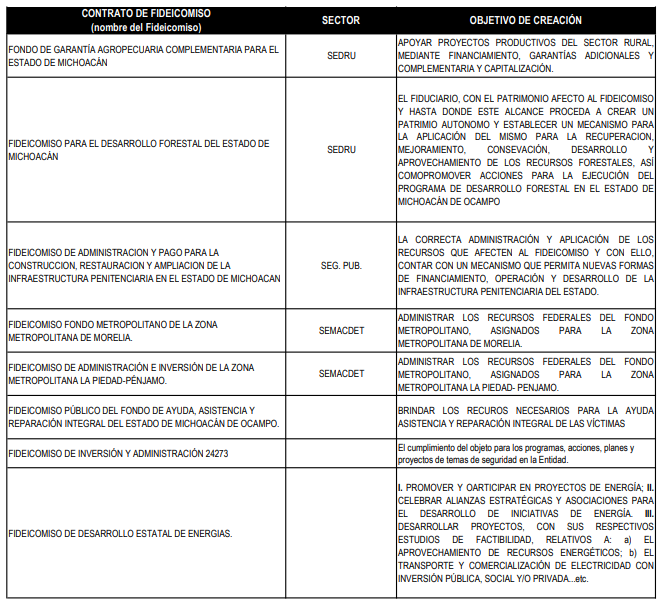 CONTRATO DE FIDEICOMISO
(nombre del Fideicomiso)
SECTOR
OBJETIVO DE CREACIÓN
FONDO DE GARANTÍA AGROPECUARIA COMPLEMENTARIA PARA EL
ESTADO DE MICHOACÁN
SEDRU
APOYAR PROYECTOS PRODUCTIVOS DEL SECTOR RURAL,
MEDIANTE FINANCIAMIENTO, GARANTÍAS ADICIONALES Y
COMPLEMENTARIA Y CAPITALIZACIÓN.
FIDEICOMISO PARA EL DESARROLLO FORESTAL DEL ESTADO DE
MICHOACÁN
SEDRU
EL FIDUCIARIO, CON EL PATRIMONIO AFECTO AL FIDEICOMISO
Y HASTA DONDE ESTE ALCANCE PROCEDA A CREAR UN
PATRIMIO AUTONOMO Y ESTABLECER UN MECANISMO PARA
LA APLICACIÓN DEL MISMO PARA LA RECUPERACION,
MEJORAMIENTO, CONSEVACIÓN, DESARROLLO Y
APROVECHAMIENTO DE LOS RECURSOS FORESTALES, ASÍ
COMOPROMOVER ACCIONES PARA LA EJECUCIÓN DEL
PROGRAMA DE DESARROLLO FORESTAL EN EL ESTADO DE
MICHOACÁN DE OCAMPO
FIDEICOMISO DE ADMINISTRACION Y PAGO PARA LA
CONSTRUCCION, RESTAURACION Y AMPLIACION DE LA
INFRAESTRUCTURA PENITENCIARIA EN EL ESTADO DE MICHOACAN
SEG. PUB.
LA CORRECTA ADMINISTRACIÓN Y APLICACIÓN DE LOS
RECURSOS QUE AFECTEN AL FIDEICOMISO Y CON ELLO,
CONTAR CON UN MECANISMO QUE PERMITA NUEVAS FORMAS
DE FINANCIAMIENTO, OPERACIÓN Y DESARROLLO DE LA
INFRAESTRUCTURA PENITENCIARIA DEL ESTADO.
FIDEICOMISO FONDO METROPOLITANO DE LA ZONA
METROPOLITANA DE MORELIA.
SEMACDET
ADMINISTRAR LOS RECURSOS FEDERALES DEL FONDO
METROPOLITANO, ASIGNADOS PARA LA ZONA
METROPOLITANA DE MORELIA.
FIDEICOMISO DE ADMINISTRACIÓN E INVERSIÓN DE LA ZONA
METROPOLITANA LA PIEDAD-PÉNJAMO.
SEMACDET
ADMINISTRAR LOS RECURSOS FEDERALES DEL FONDO
METROPOLITANO, ASIGNADOS PARA LA ZONA
METROPOLITANA LA PIEDAD- PENJAMO.
FIDEICOMISO PÚBLICO DEL FONDO DE AYUDA, ASISTENCIA Y
REPARACIÓN INTEGRAL DEL ESTADO DE MICHOACÁN DE OCAMPO.
BRINDAR LOS RECUROS NECESARIOS PARA LA AYUDA
ASISTENCIA Y REPARACIÓN INTEGRAL DE LAS VÍCTIMAS
FIDEICOMISO DE INVERSIÓN Y ADMINISTRACIÓN 24273
El cumplimiento del objeto para los programas, acciones, planes y
proyectos de temas de seguridad en la Entidad.
FIDEICOMISO DE DESARROLLO ESTATAL DE ENERGIAS.
I. PROMOVER Y OARTICIPAR EN PROYECTOS DE ENERGÍA; II.
CELEBRAR ALIANZAS ESTRATÉGICAS Y ASOCIACIONES PARA
EL DESARROLLO DE INICIATIVAS DE ENERGÍA. III.
DESARROLLAR PROYECTOS, CON SUS RESPECTIVOS
ESTUDIOS DE FACTIBILIDAD, RELATIVOS A: a) EL
APROVECHAMIENTO DE RECURSOS ENERGÉTICOS; b) EL
TRANSPORTE Y COMERCIALIZACIÓN DE ELECTRICIDAD CON
INVERSIÓN PÚBLICA, SOCIAL Y/O PRIVADA...etc.